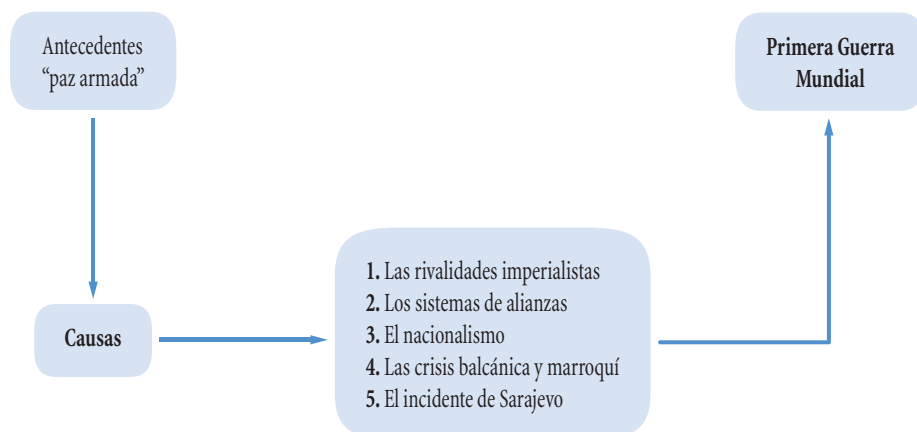 Antecedentes
“paz armada”
Primera Guerra
Mundial
Causas
1. Las rivalidades imperialistas
2. Los sistemas de alianzas
3. El nacionalismo
4. Las crisis balcánica y marroquí
5. El incidente de Sarajevo